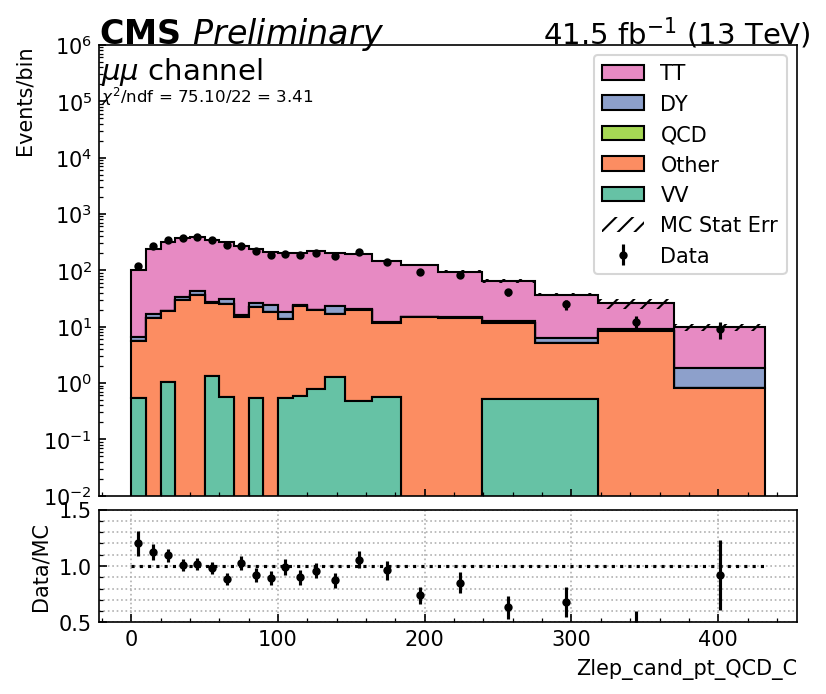 CMS Preliminary 41.5 fb⁻¹ (13 TeV)
μμ channel
χ²/ndf = 75.10/22 = 3.41
Events/bin
10⁶
10⁵
10⁴
10³
10²
10¹
10⁰
10⁻¹
10⁻²
TT
DY
QCD
Other
VV
MC Stat Err
Data
Data/MC
1.5
1.0
0.5
0 100 200 300 400
Zlep_cand_pt_QCD_C